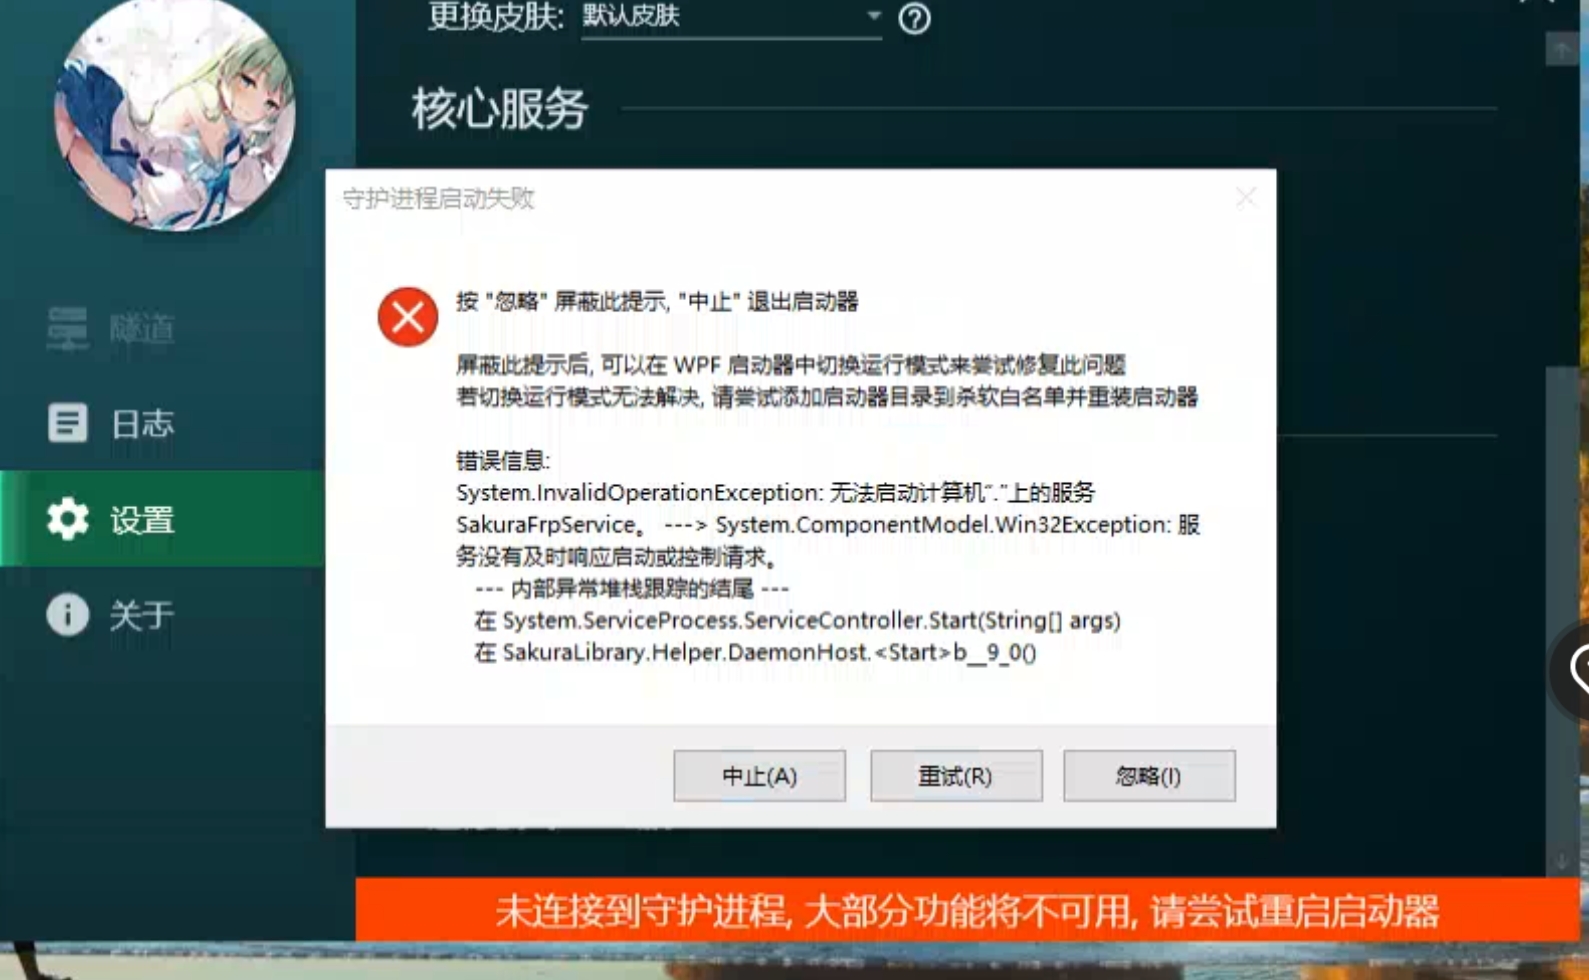 更换皮肤: 默认皮肤
核心服务
隧道
日志
设置
关于
守护进程启动失败
按 "忽略" 屏蔽此提示, "中止" 退出启动器
屏蔽此提示后, 可以在 WPF 启动器中切换运行模式来尝试修复此问题
若切换运行模式无法解决, 请尝试添加启动器目录到杀软白名单并重装启动器
错误信息:
System.InvalidOperationException: 无法启动计算机“.”上的服务
SakuraFrpService。 ---> System.ComponentModel.Win32Exception: 服
务没有及时响应启动或控制请求。
--- 内部异常堆栈跟踪的结尾 ---
在 System.ServiceProcess.ServiceController.Start(String[] args)
在 SakuraLibrary.Helper.DaemonHost.<Start>b__9_0()
中止(A)
重试(R)
忽略(I)
未连接到守护进程, 大部分功能将不可用, 请尝试重启启动器